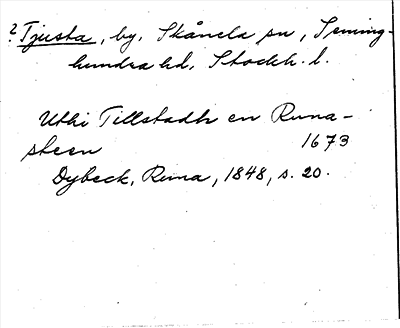 ? Tjusta, by, Skånela sn, Seming-
hundra hd, Stockh. l.
Uthi Tillstadh en Runa-
steen 1673
Dybeck, Runa, 1848, s. 20.